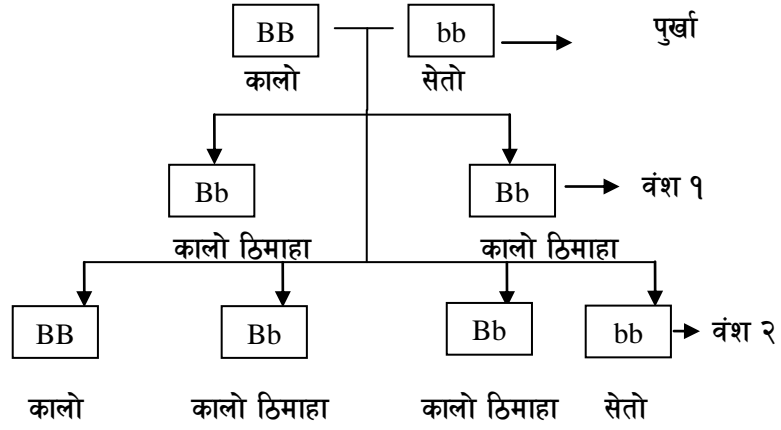 BB bb पुर्खा
कालो सेतो
Bb Bb वंश १
कालो ठिमाहा कालो ठिमाहा
BB Bb Bb bb वंश २
कालो कालो ठिमाहा कालो ठिमाहा सेतो